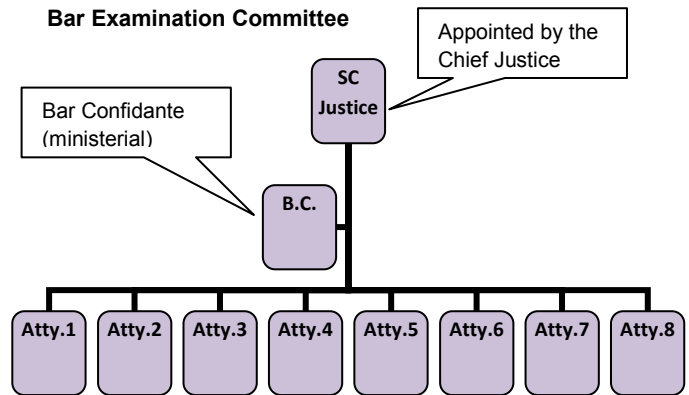 Bar Examination Committee
Appointed by the
Chief Justice
SC
Justice
Bar Confidante
(ministerial)
B.C.
Atty.1 Atty.2 Atty.3 Atty.4 Atty.5 Atty.6 Atty.7 Atty.8